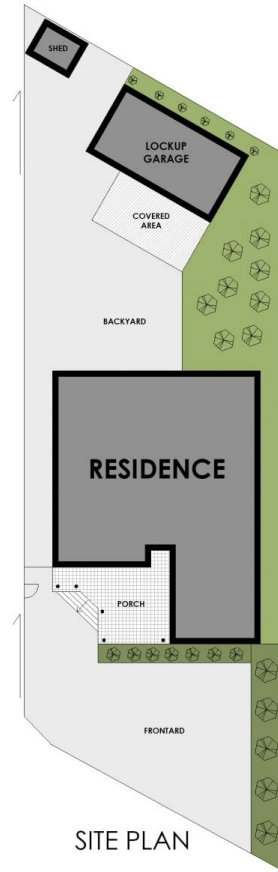 SHED
LOCKUP
GARAGE
COVERED
AREA
BACKYARD
RESIDENCE
PORCH
FRONTARD
SITE PLAN